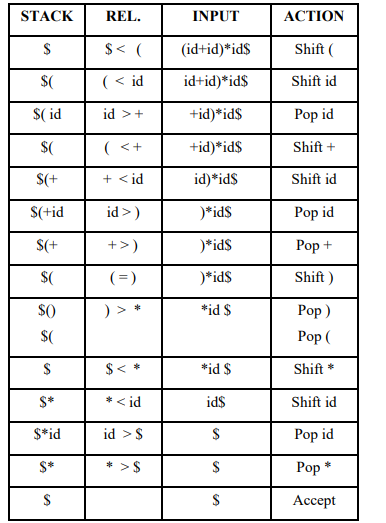 STACK REL. INPUT ACTION
$ $ < ( (id+id)*id$ Shift (
$( ( < id id+id)*id$ Shift id
$( id id > + +id)*id$ Pop id
$( ( < + +id)*id$ Shift +
$(+ + < id id)*id$ Shift id
$(+id id > ) )*id$ Pop id
$(+ + > ) )*id$ Pop +
$( ( = ) )*id$ Shift )
$() ) > * *id $ Pop )
$( Pop (
$ $ < * *id $ Shift *
$* * < id id$ Shift id
$*id id > $ $ Pop id
$* * > $ $ Pop *
$ $ Accept